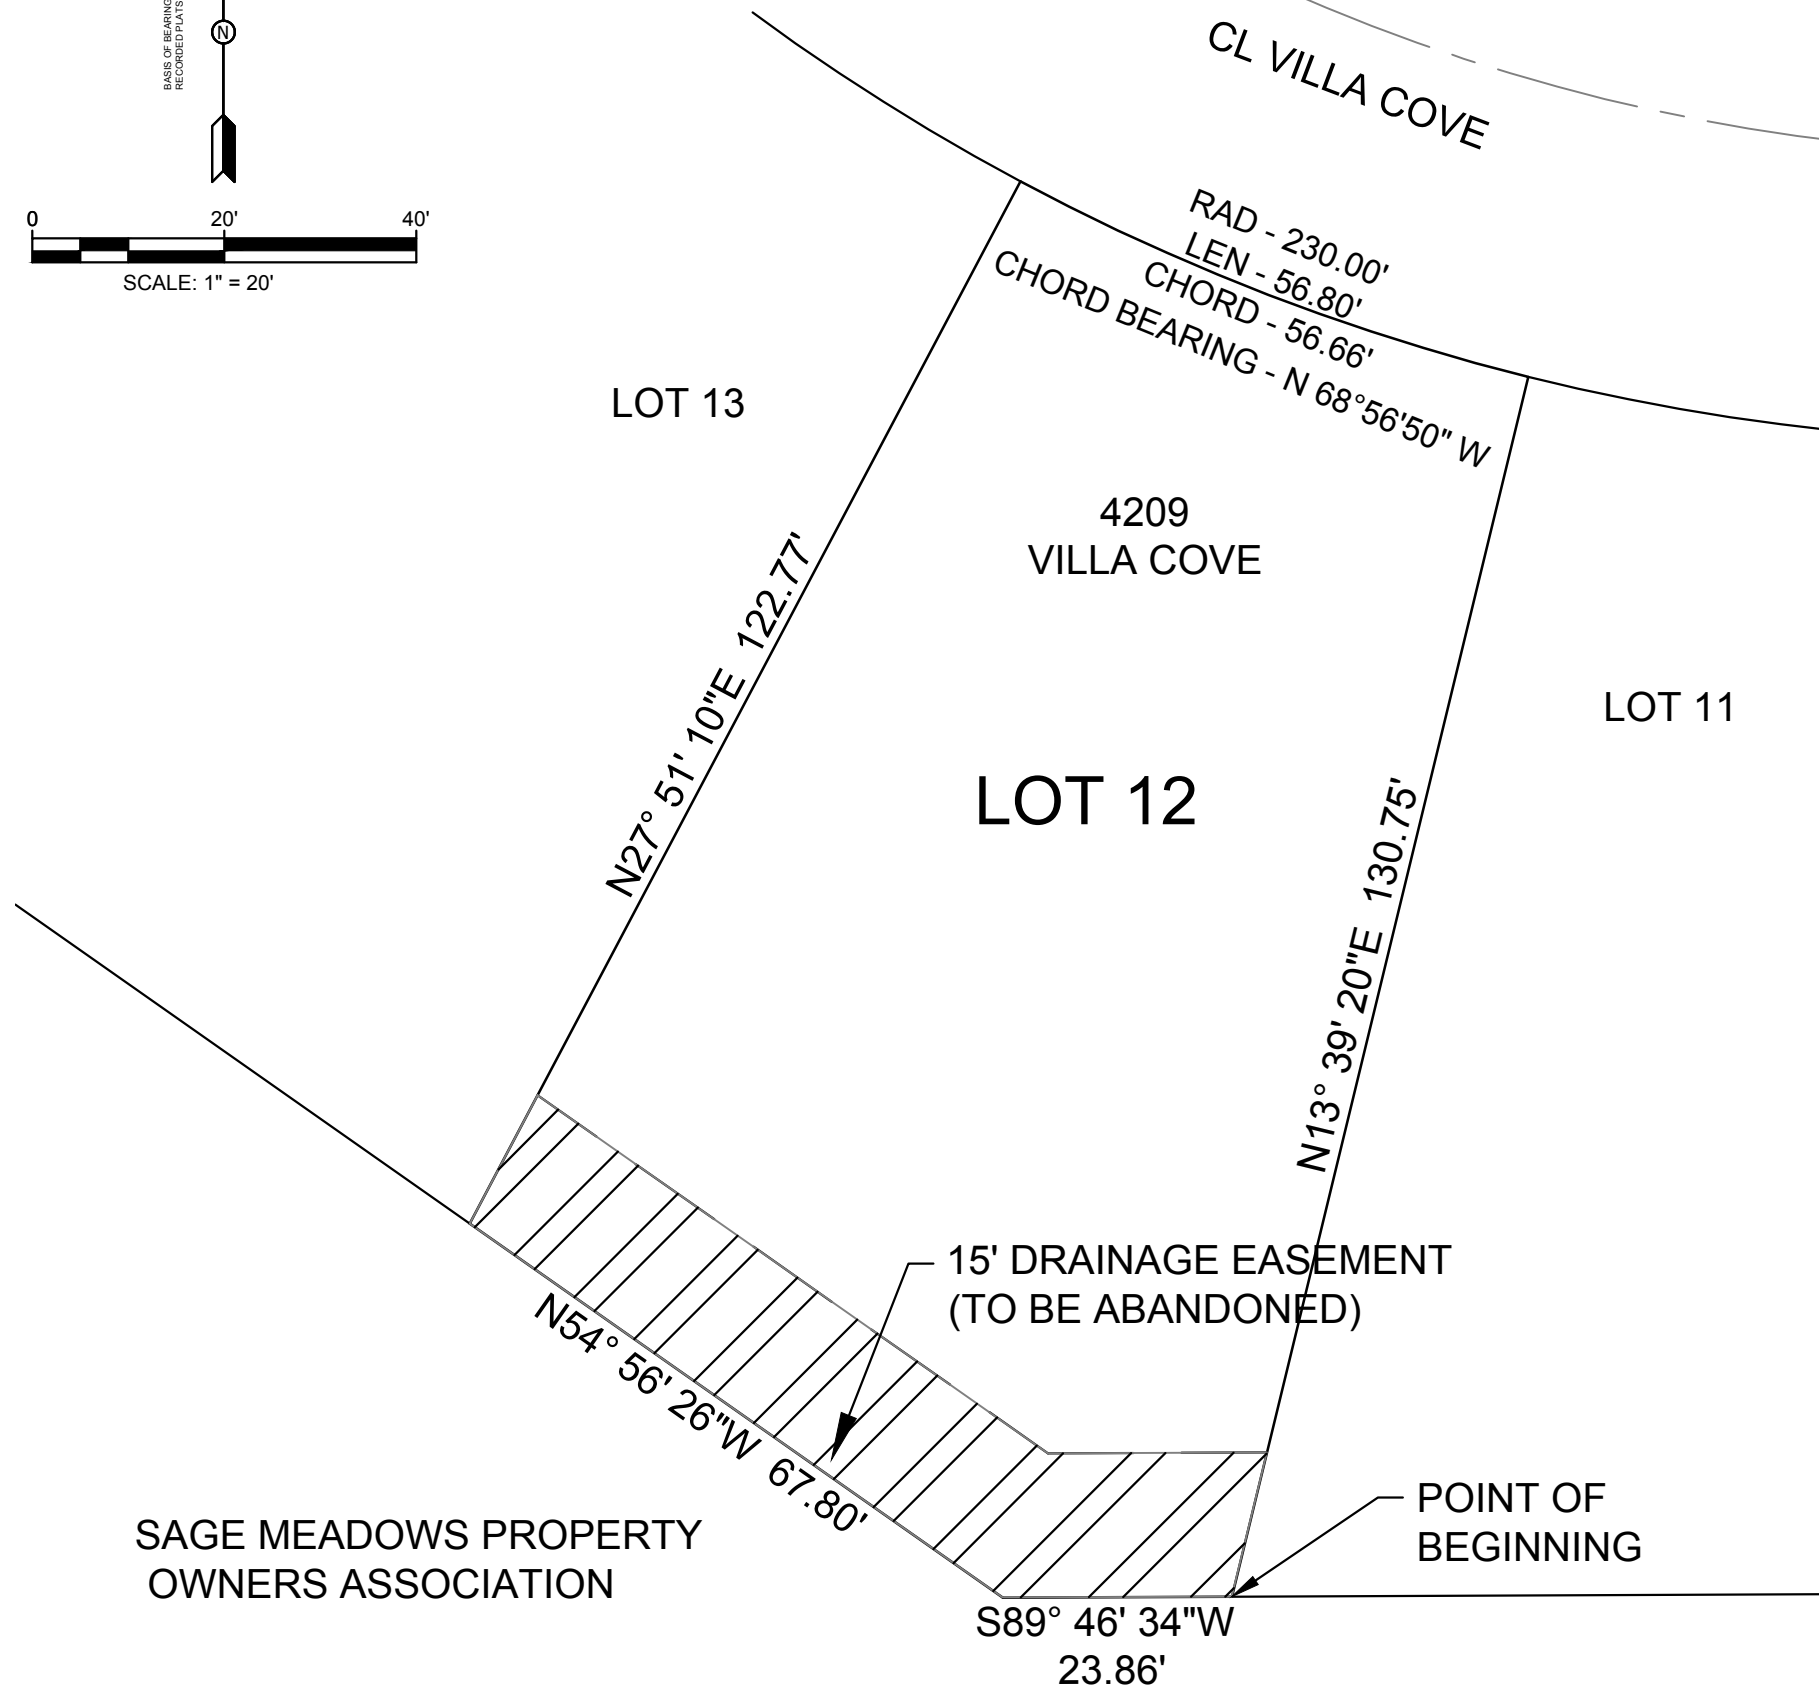 BASIS OF BEARING
RECORDED PLATS
N
0 20' 40'
SCALE: 1" = 20'
CL VILLA COVE
RAD - 230.00'
LEN - 56.80'
CHORD - 56.66'
CHORD BEARING - N 68°56'50" W
LOT 13
4209
VILLA COVE
N27° 51' 10"E 122.77'
LOT 11
LOT 12
N13° 39' 20"E 130.75'
15' DRAINAGE EASEMENT
(TO BE ABANDONED)
N54° 56' 26"W 67.80'
POINT OF
BEGINNING
SAGE MEADOWS PROPERTY
OWNERS ASSOCIATION
S89° 46' 34"W
23.86'